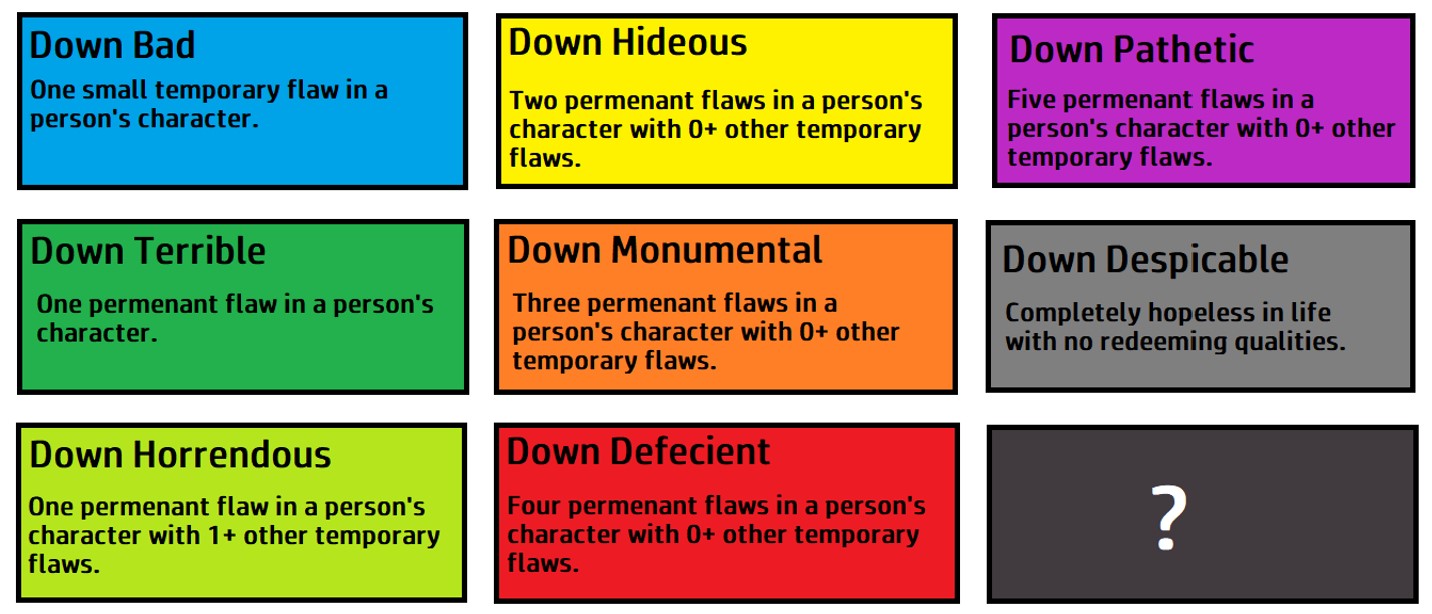 Down Bad
One small temporary flaw in a
person's character.
Down Terrible
One permenant flaw in a person's
character.
Down Horrendous
One permenant flaw in a person's
character with 1+ other temporary
flaws.
Down Hideous
Two permenant flaws in a person's
character with 0+ other temporary
flaws.
Down Monumental
Three permenant flaws in a
person's character with 0+ other
temporary flaws.
Down Defecient
Four permenant flaws in a person's
character with 0+ other temporary
flaws.
Down Pathetic
Five permenant flaws in a
person's character with 0+ other
temporary flaws.
Down Despicable
Completely hopeless in life
with no redeeming qualities.
?